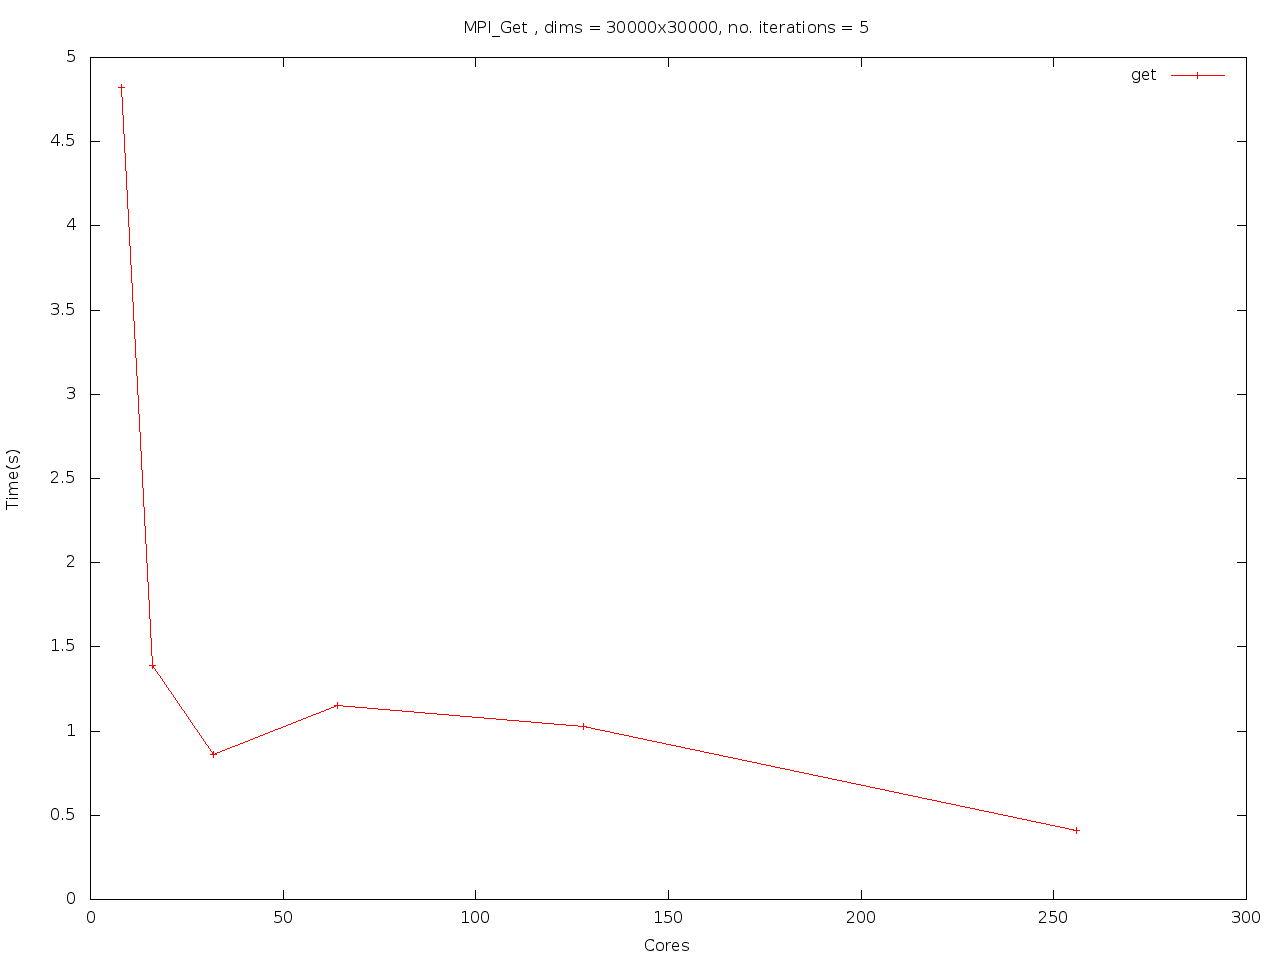 MPI_Get , dims = 30000x30000, no. iterations = 5
get
5
4.5
4
3.5
3
2.5
2
1.5
1
0.5
0
Time(s)
0 50 100 150 200 250 300
Cores